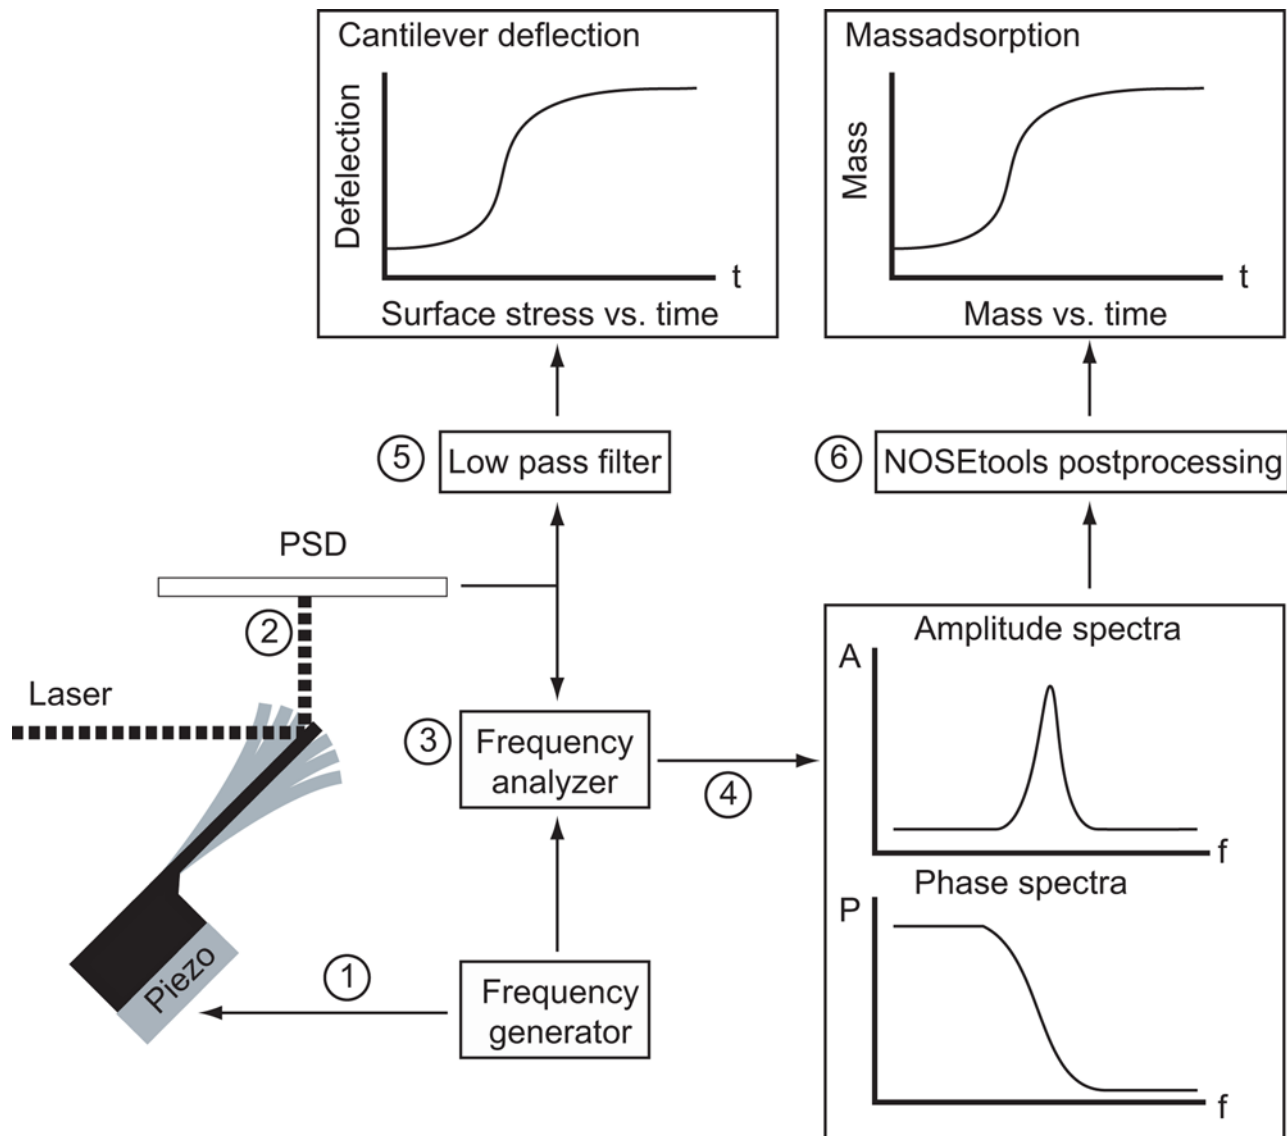 Cantilever deflection
Defelection
t
Surface stress vs. time
Massadsorption
Mass
t
Mass vs. time
5
Low pass filter
6
NOSEtools postprocessing
PSD
2
Laser
3
Frequency
analyzer
4
Amplitude spectra
A
f
Phase spectra
P
f
Piezo
1
Frequency
generator